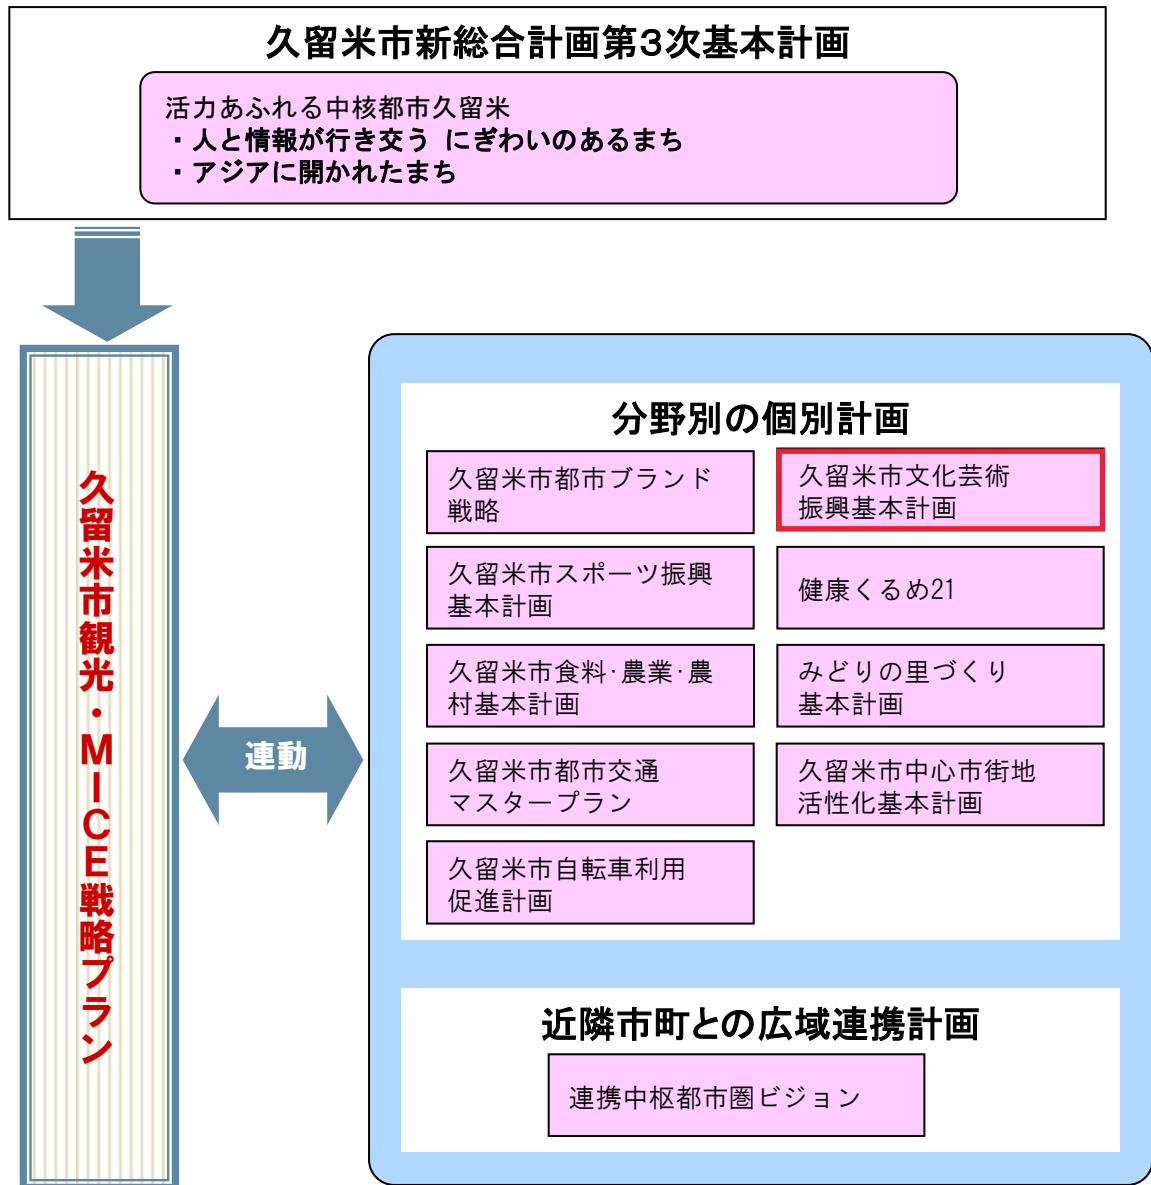 久留米市新総合計画第3次基本計画
活力あふれる中核都市久留米
・人と情報が行き交う にぎわいのあるまち
・アジアに開かれたまち
久留米市観光・MICE戦略プラン
連動
分野別の個別計画
久留米市都市ブランド
戦略
久留米市文化芸術
振興基本計画
久留米市スポーツ振興
基本計画
健康くるめ21
久留米市食料・農業・農
村基本計画
みどりの里づくり
基本計画
久留米市都市交通
マスタープラン
久留米市中心市街地
活性化基本計画
久留米市自転車利用
促進計画
近隣市町との広域連携計画
連携中枢都市圏ビジョン